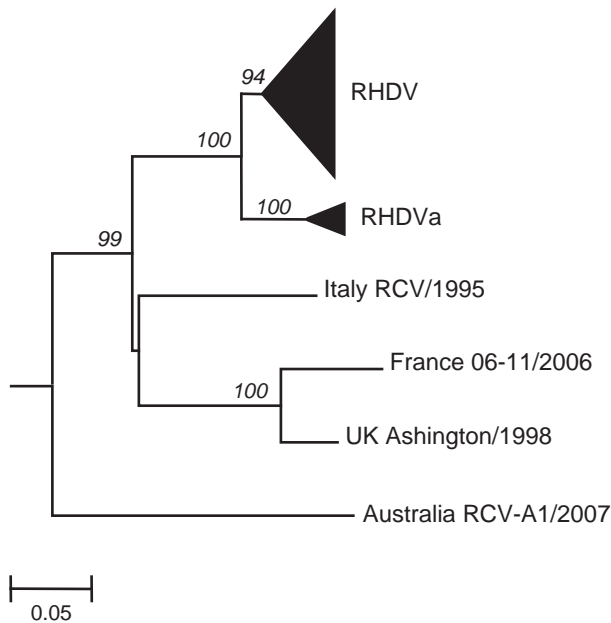 94
RHDV
100
100
RHDVa
99
Italy RCV/1995
France 06-11/2006
100
UK Ashington/1998
Australia RCV-A1/2007
0.05